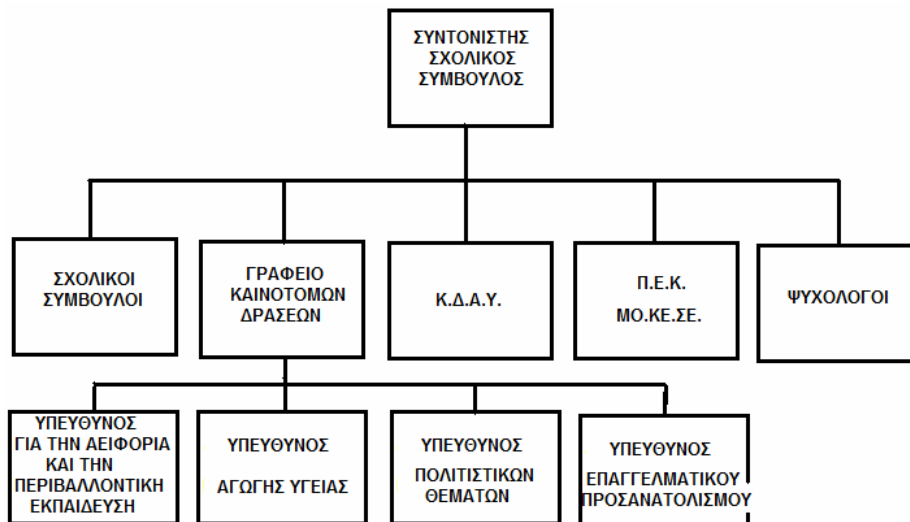 ΣΥΝΤΟΝΙΣΤΗΣ
ΣΧΟΛΙΚΟΣ
ΣΥΜΒΟΥΛΟΣ
ΣΧΟΛΙΚΟΙ
ΣΥΜΒΟΥΛΟΙ
ΓΡΑΦΕΙΟ
ΚΑΙΝΟΤΟΜΩΝ
ΔΡΑΣΕΩΝ
Κ.Δ.Α.Υ.
Π.Ε.Κ.
ΜΟ.ΚΕ.ΣΕ.
ΨΥΧΟΛΟΓΟΙ
ΥΠΕΥΘΥΝΟΣ
ΓΙΑ ΤΗΝ ΑΕΙΦΟΡΙΑ
ΚΑΙ ΤΗΝ
ΠΕΡΙΒΑΛΛΟΝΤΙΚΗ
ΕΚΠΑΙΔΕΥΣΗ
ΥΠΕΥΘΥΝΟΣ
ΑΓΩΓΗΣ ΥΓΕΙΑΣ
ΥΠΕΥΘΥΝΟΣ
ΠΟΛΙΤΙΣΤΙΚΩΝ
ΘΕΜΑΤΩΝ
ΥΠΕΥΘΥΝΟΣ
ΕΠΑΓΓΕΛΜΑΤΙΚΟΥ
ΠΡΟΣΑΝΑΤΟΛΙΣΜΟΥ